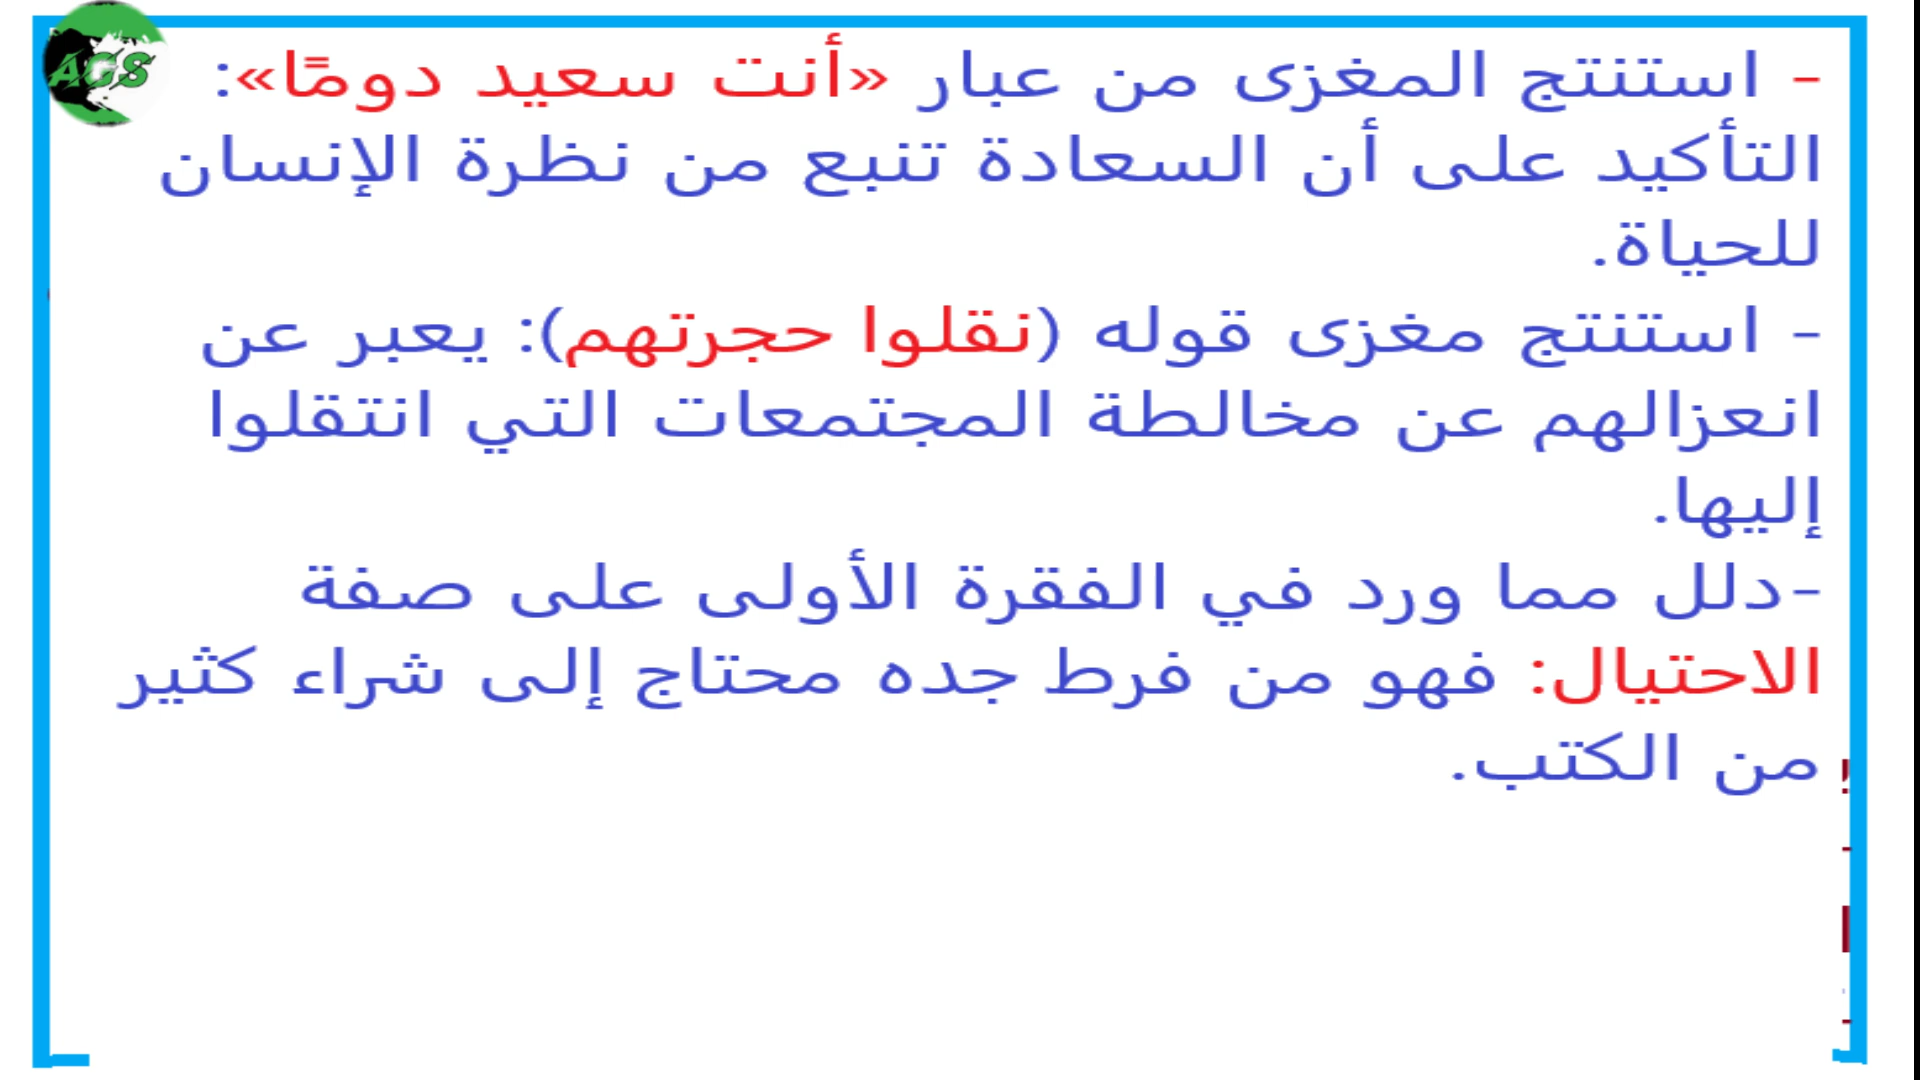 AGS
- استنتج المغزى من عبار «أنت سعيد دومًا»:
التأكيد على أن السعادة تنبع من نظرة الإنسان
للحياة.
- استنتج مغزى قوله (نقلوا حجرتهم): يعبر عن
انعزالهم عن مخالطة المجتمعات التي انتقلوا
إليها.
-دلل مما ورد في الفقرة الأولى على صفة
الاحتيال: فهو من فرط جده محتاج إلى شراء كثير
من الكتب.